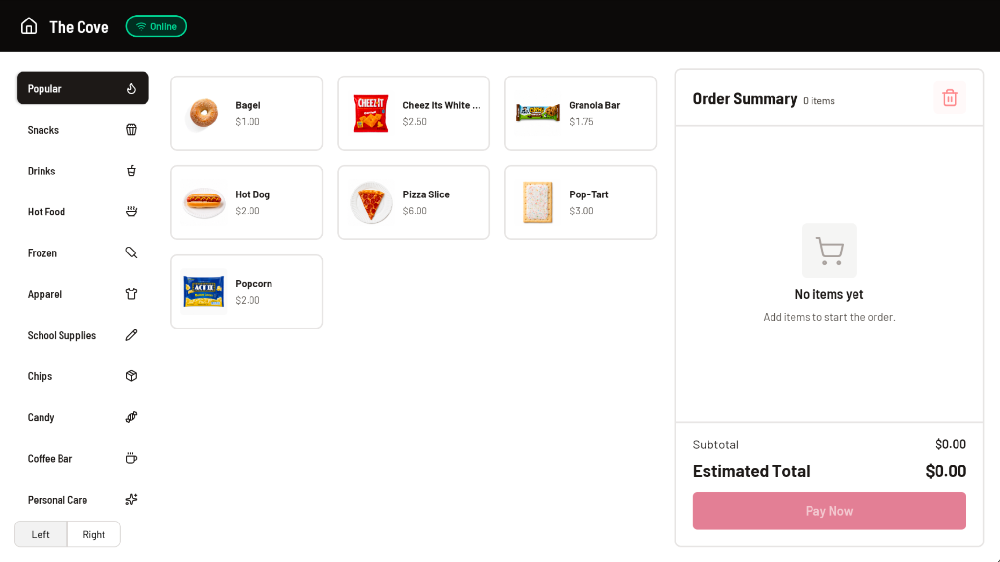 The Cove
Online
Popular
Snacks
Drinks
Hot Food
Frozen
Apparel
School Supplies
Chips
Candy
Coffee Bar
Personal Care
Left
Right
Bagel
$1.00
CHEEZ-IT
ORIGINAL
Cheez Its White ...
$2.50
Chewy
Granola Bar
$1.75
Hot Dog
$2.00
Pizza Slice
$6.00
Pop-Tart
$3.00
ACT II
Butter Lovers
Popcorn
$2.00
Order Summary 0 items
No items yet
Add items to start the order.
Subtotal $0.00
Estimated Total $0.00
Pay Now